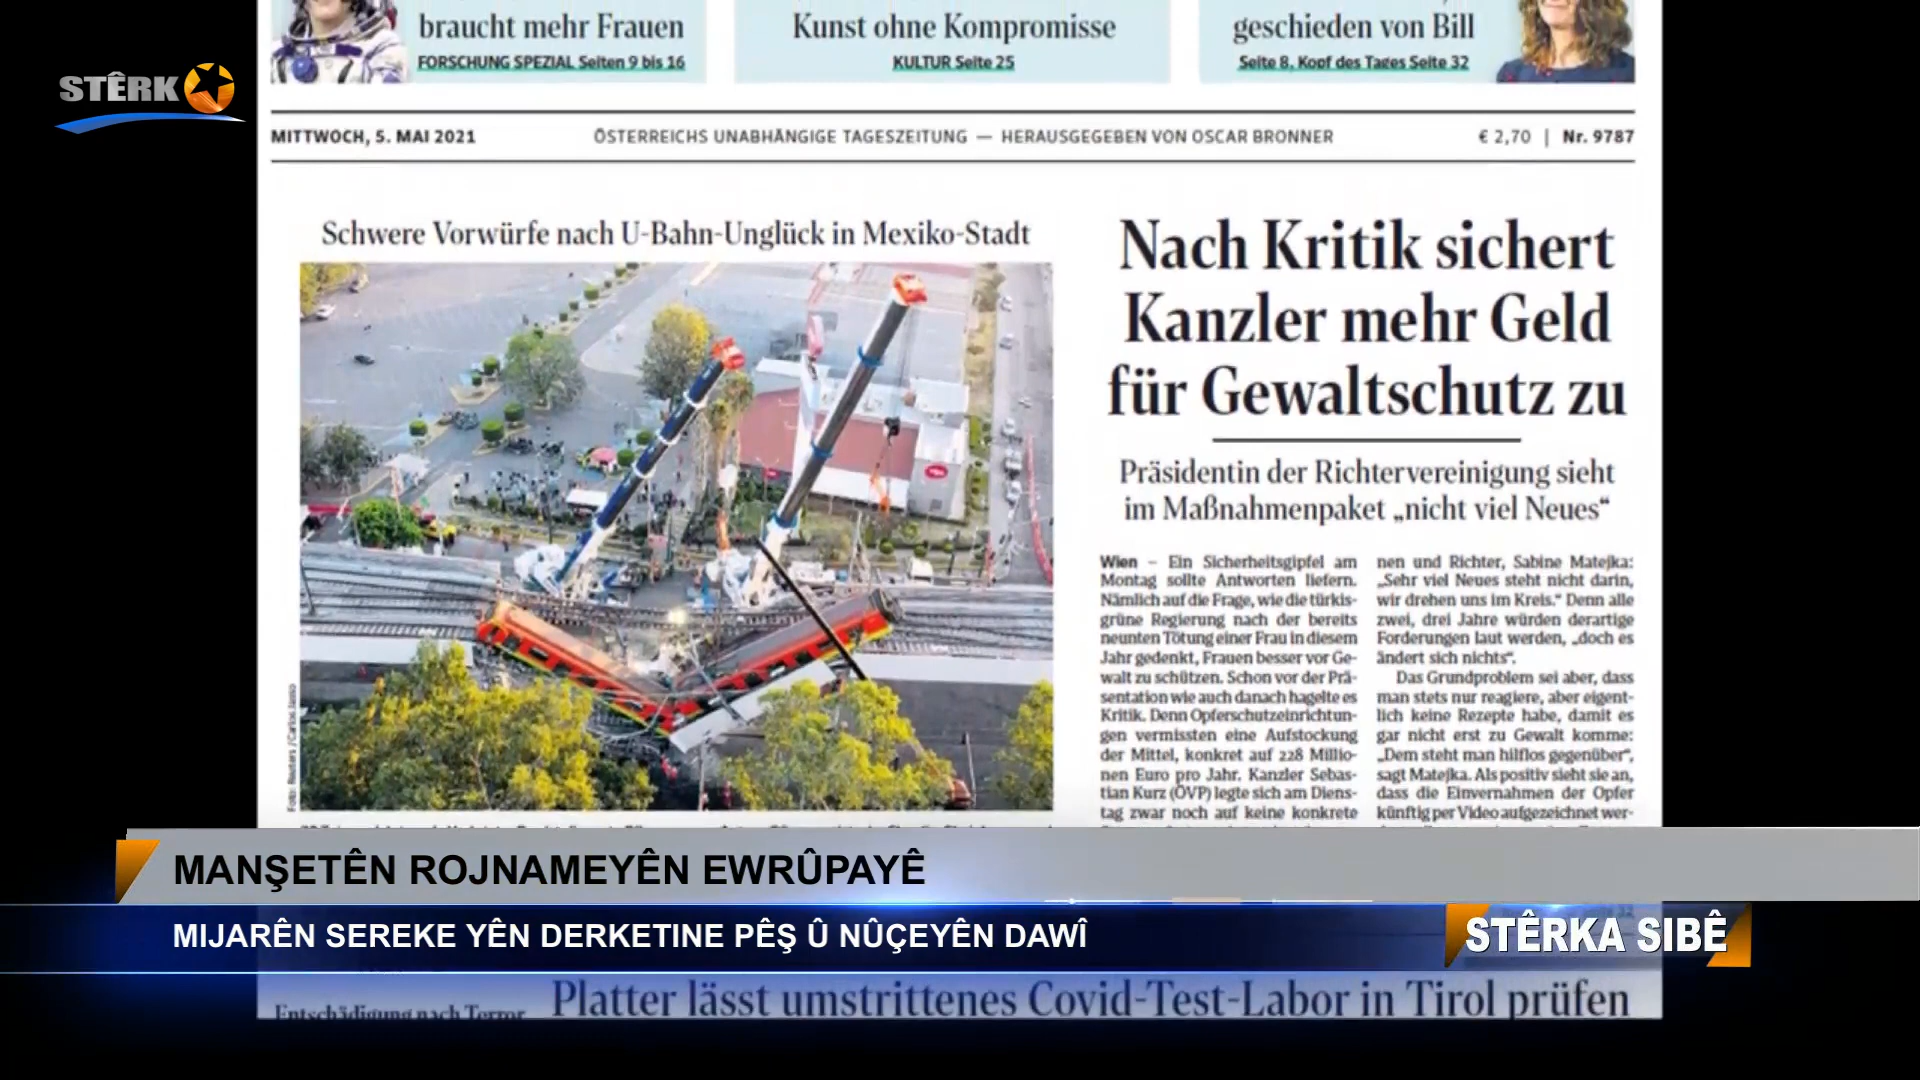 braucht mehr Frauen
FORSCHUNG SPEZIAL Seiten 9 bis 16
Kunst ohne Kompromisse
KULTUR Seite 25
geschieden von Bill
Seite 8, Kopf des Tages Seite 32
STÊRK
MITTWOCH, 5. MAI 2021
ÖSTERREICHS UNABHÄNGIGE TAGESZEITUNG — HERAUSGEGEBEN VON OSCAR BRONNER
€ 2,70 | Nr. 9787
Schwere Vorwürfe nach U-Bahn-Unglück in Mexiko-Stadt
Nach Kritik sichert
Kanzler mehr Geld
für Gewaltschutz zu
Präsidentin der Richtervereinigung sieht
im Maßnahmenpaket „nicht viel Neues“
Wien – Ein Sicherheitsgipfel am
Montag sollte Antworten liefern.
Nämlich auf die Frage, wie die türkis-
grüne Regierung nach der bereits
neunten Tötung einer Frau in diesem
Jahr gedenkt, Frauen besser vor Ge-
walt zu schützen. Schon vor der Prä-
sentation wie auch danach hagelte es
Kritik. Denn Opferschutzeinrichtun-
gen vermissten eine Aufstockung
der Mittel, konkret auf 228 Millio-
nen Euro pro Jahr. Kanzler Sebas-
tian Kurz (ÖVP) legte sich am Diens-
tag zwar noch auf keine konkrete
nen und Richter, Sabine Matejka:
„Sehr viel Neues steht nicht darin,
wir drehen uns im Kreis.“ Denn alle
zwei, drei Jahre würden derartige
Forderungen laut werden, „doch es
ändert sich nichts“.
Das Grundproblem sei aber, dass
man stets nur reagiere, aber eigent-
lich keine Rezepte habe, damit es
gar nicht erst zu Gewalt komme:
„Dem steht man hilflos gegenüber“,
sagt Matejka. Als positiv sieht sie an,
dass die Einvernahmen der Opfer
künftig per Video aufgezeichnet wer-
MANŞETÊN ROJNAMEYÊN EWRÛPAYÊ
MIJARÊN SEREKE YÊN DERKETINE PÊŞ Û NÛÇEYÊN DAWÎ
STÊRKA SIBÊ
Entschädigung nach Terror
Platter lässt umstrittenes Covid-Test-Labor in Tirol prüfen